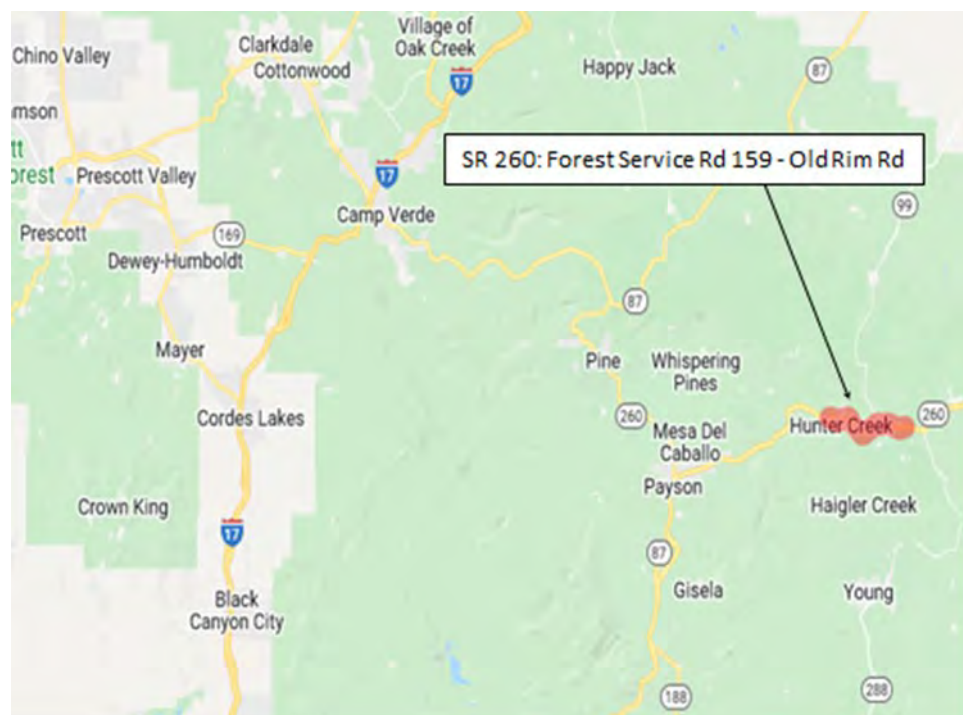 Village of
Oak Creek
Clarkdale
Chino Valley
Cottonwood
17
Happy Jack
87
mson
SR 260: Forest Service Rd 159 - Old Rim Rd
tt
orest
Prescott Valley
17
99
Camp Verde
Prescott
169
Dewey-Humboldt
87
Mayer
Pine
Whispering
Pines
Cordes Lakes
260
Mesa Del
Caballo
Hunter Creek
260
Payson
Crown King
Haigler Creek
17
87
Gisela
Young
Black
Canyon City
188
288